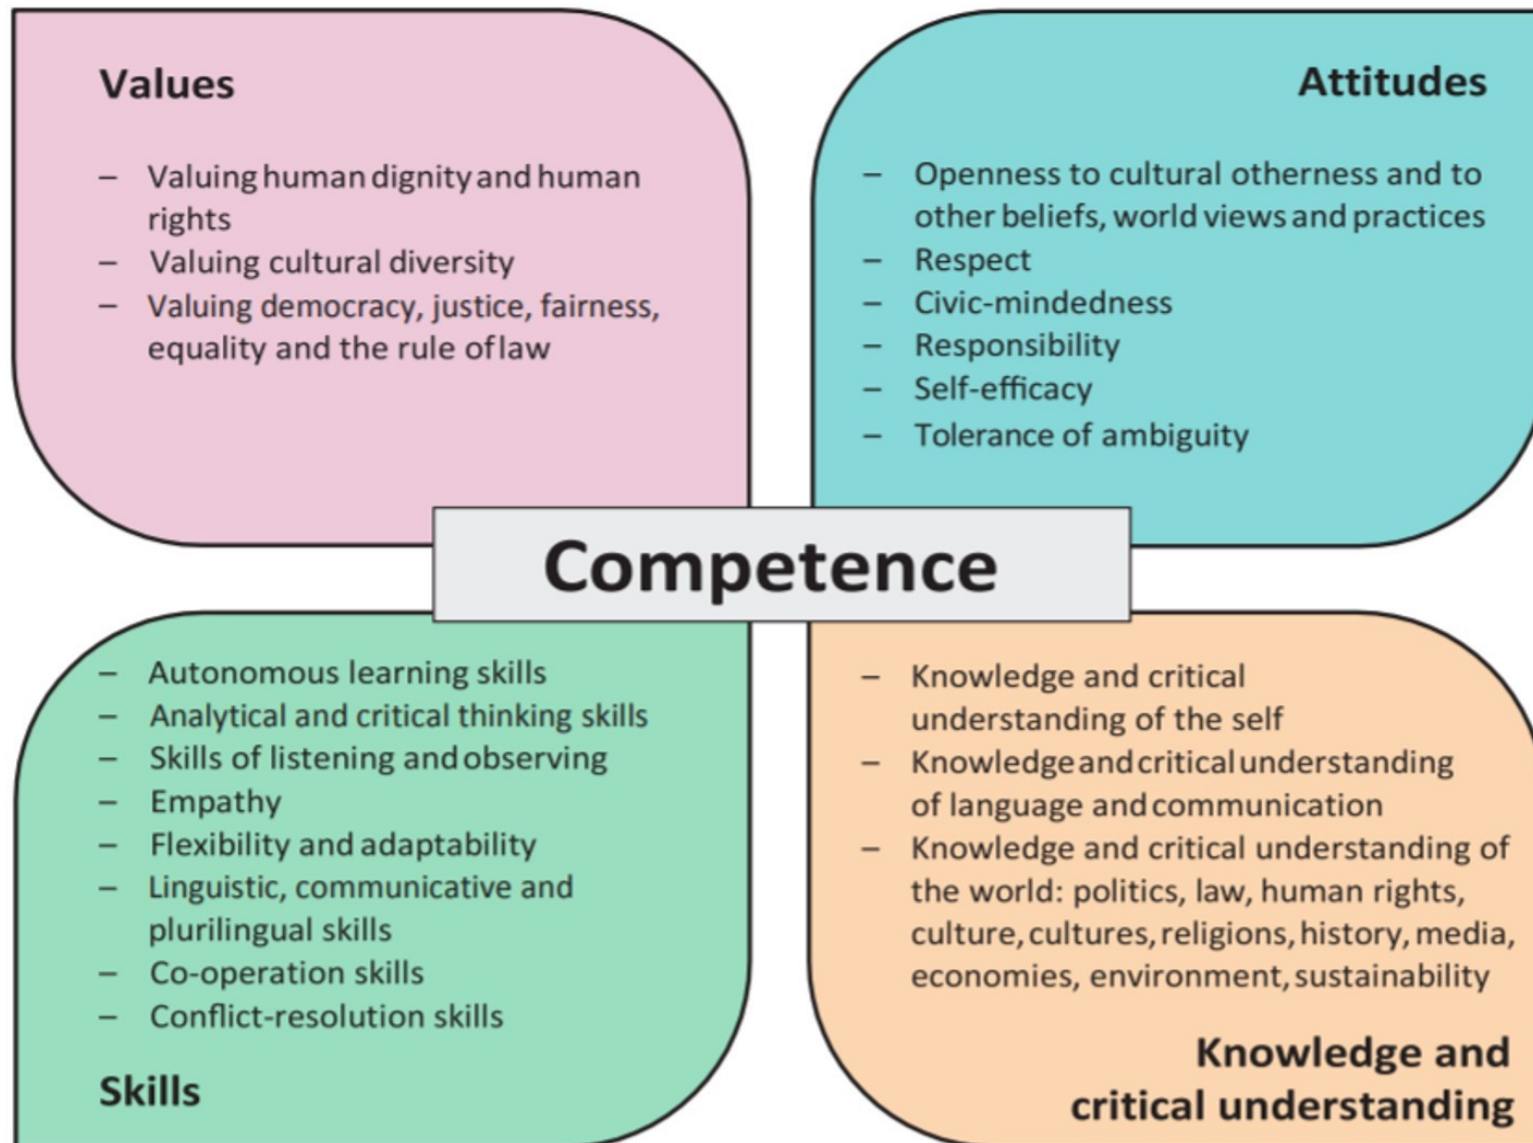 Values
– Valuing human dignity and human
rights
– Valuing cultural diversity
– Valuing democracy, justice, fairness,
equality and the rule of law
Attitudes
– Openness to cultural otherness and to
other beliefs, world views and practices
– Respect
– Civic-mindedness
– Responsibility
– Self-efficacy
– Tolerance of ambiguity
Competence
– Autonomous learning skills
– Analytical and critical thinking skills
– Skills of listening and observing
– Empathy
– Flexibility and adaptability
– Linguistic, communicative and
plurilingual skills
– Co-operation skills
– Conflict-resolution skills
Skills
– Knowledge and critical
understanding of the self
– Knowledge and critical understanding
of language and communication
– Knowledge and critical understanding of
the world: politics, law, human rights,
culture, cultures, religions, history, media,
economies, environment, sustainability
Knowledge and
critical understanding